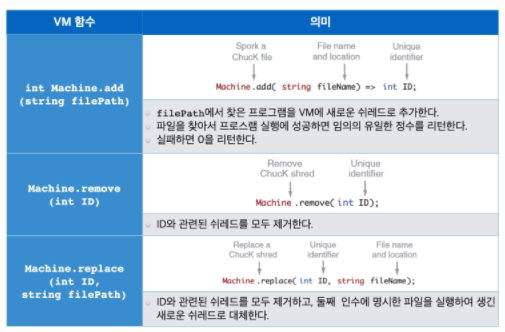 VM 함수 의미
int Machine.add
(string filePath)
Spork a
ChucK file
File name
and location
Unique
identifier
Machine.add( string fileName) => int ID;
filePath에서 찾은 프로그램을 VM에 새로운 쉬레드로 추가한다.
파일을 찾아서 프로스램 실행에 성공하면 임의의 유일한 정수를 리턴한다.
실패하면 0을 리턴한다.
Machine.remove
(int ID)
Remove
ChucK shred
Unique
identifier
Machine .remove( int ID);
ID와 관련된 쉬레드를 모두 제거한다.
Machine.replace
(int ID,
string filePath)
Replace a
ChucK shred
Unique
identifier
File name
and location
Machine .replace( int ID, string fileName);
ID와 관련된 쉬레드를 모두 제거하고, 둘째 인수에 명시한 파일을 실행하여 생긴
새로운 쉬레드로 대체한다.